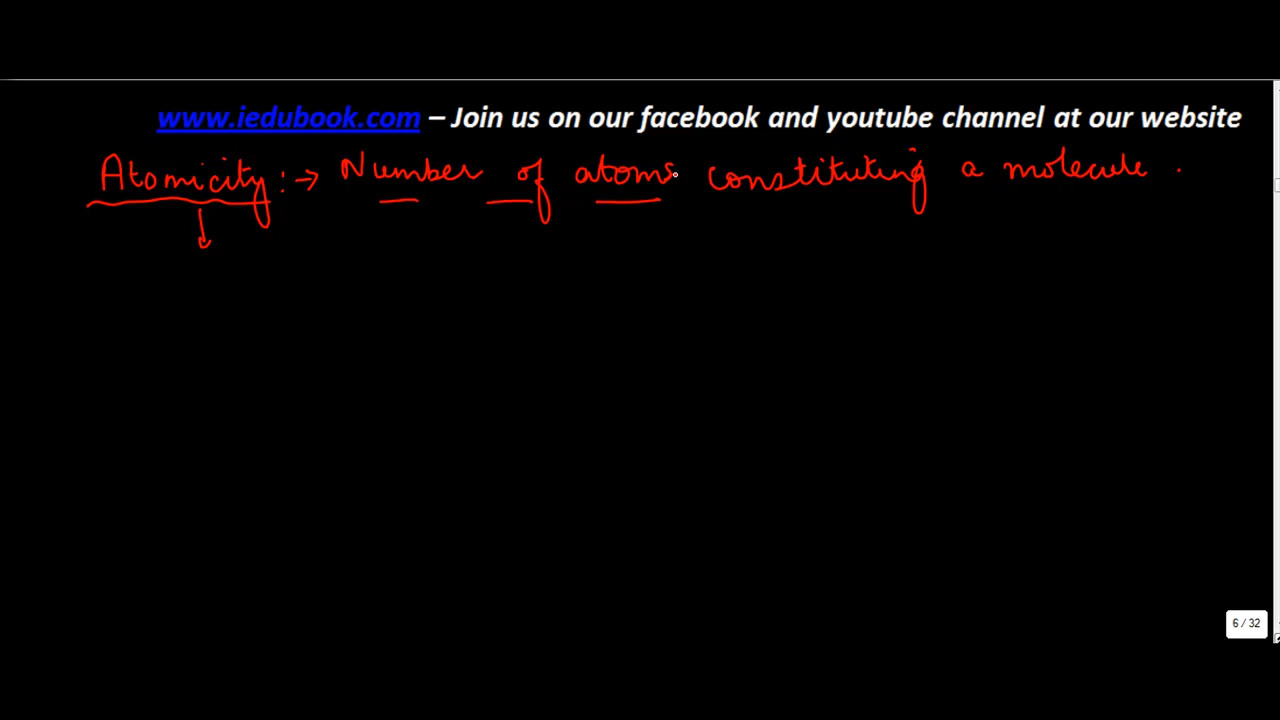 www.iedubook.com – Join us on our facebook and youtube channel at our website
Atomicity :→ Number of atoms constituting a molecule .
6 / 32